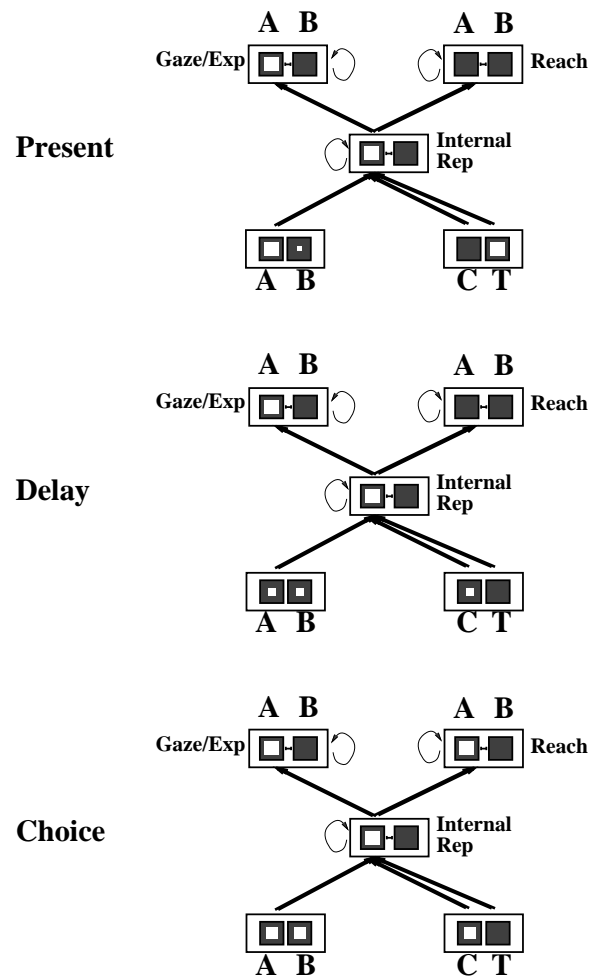 A B A B
Gaze/Exp Reach
Present
Internal
Rep
A B C T
A B A B
Gaze/Exp Reach
Delay
Internal
Rep
A B C T
A B A B
Gaze/Exp Reach
Choice
Internal
Rep
A B C T